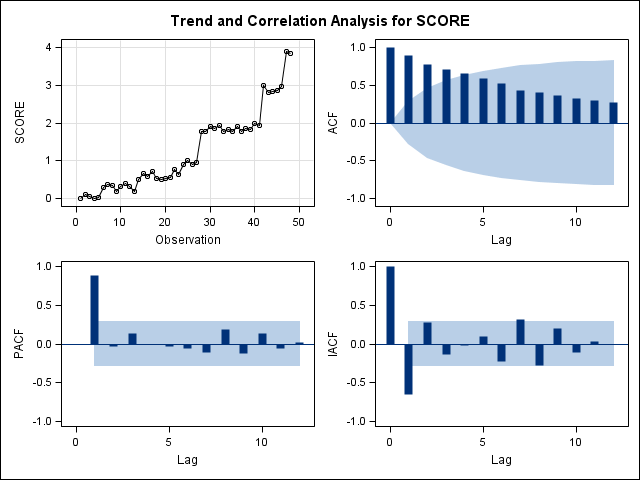 Trend and Correlation Analysis for SCORE
SCORE
4
3
2
1
0
0 10 20 30 40 50
Observation
ACF
1.0
0.5
0.0
-0.5
-1.0
0 5 10
Lag
PACF
1.0
0.5
0.0
-0.5
-1.0
0 5 10
Lag
IACF
1.0
0.5
0.0
-0.5
-1.0
0 5 10
Lag